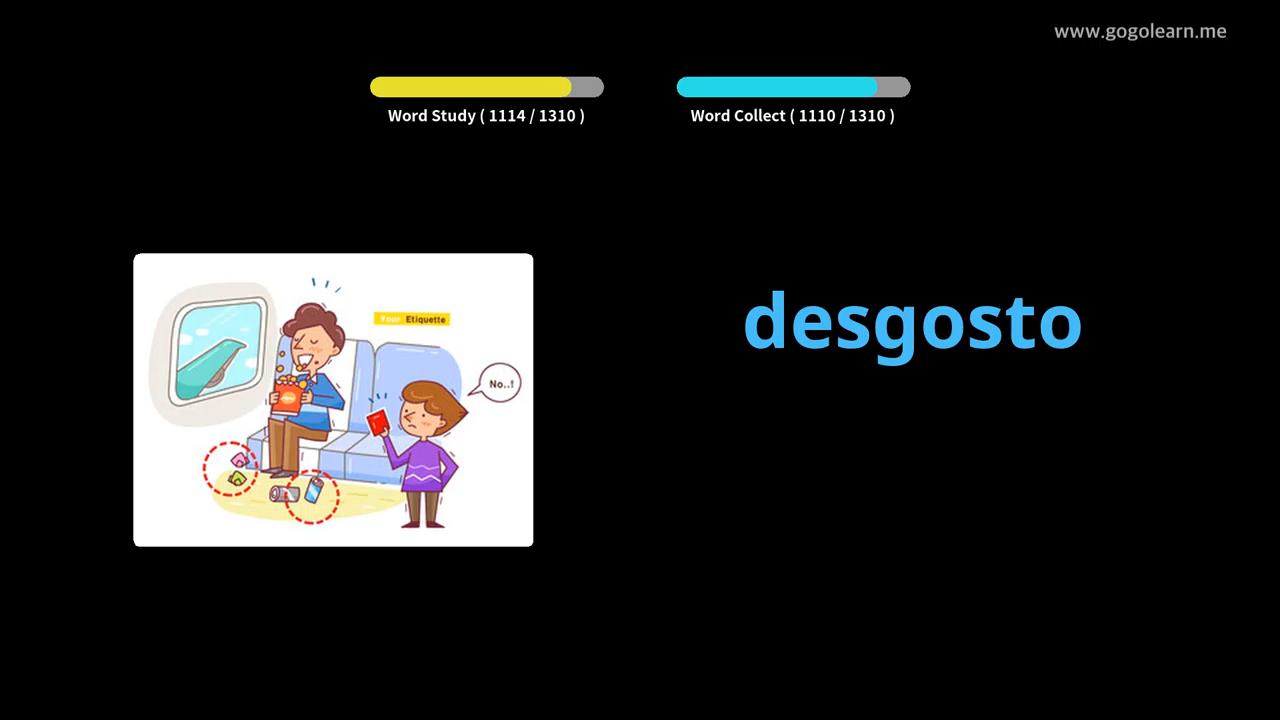 www.gogolearn.me
Word Study ( 1114 / 1310 )
Word Collect ( 1110 / 1310 )
Your Etiquette
No..!
desgosto